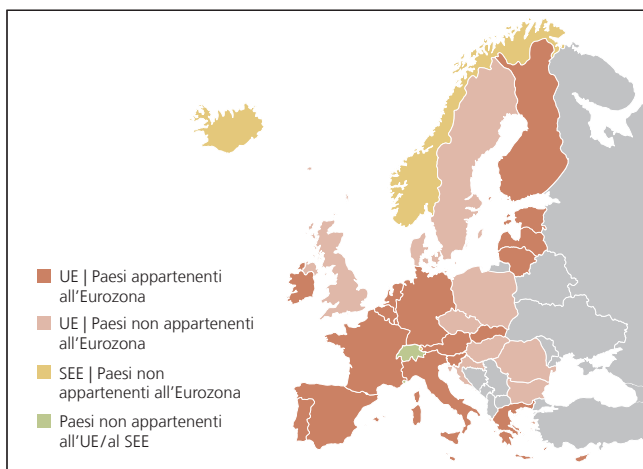 UE | Paesi appartenenti
all'Eurozona
UE | Paesi non appartenenti
all'Eurozona
SEE | Paesi non
appartenenti all'Eurozona
Paesi non appartenenti
all'UE/al SEE